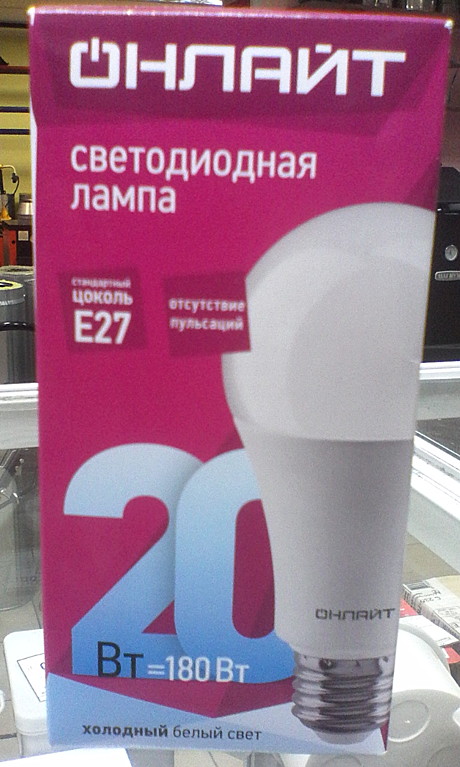 ОНЛАЙТ
светодиодная
лампа
стандартный
цоколь
E27
отсутствие
пульсаций
ОНЛАЙТ
20
Вт=180 Вт
холодный белый свет